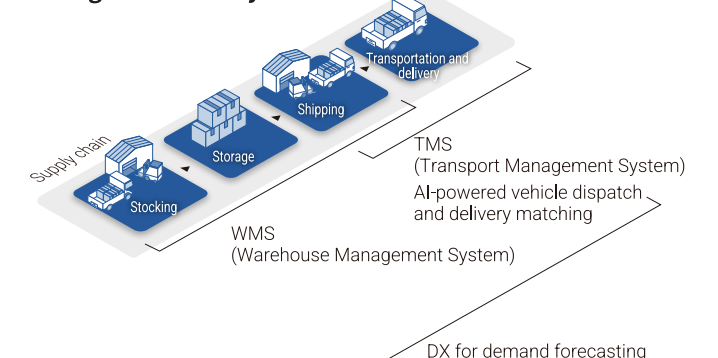 Transportation and
delivery
Shipping
Storage
Supply chain
Stocking
TMS
(Transport Management System)
AI-powered vehicle dispatch
and delivery matching
WMS
(Warehouse Management System)
DX for demand forecasting